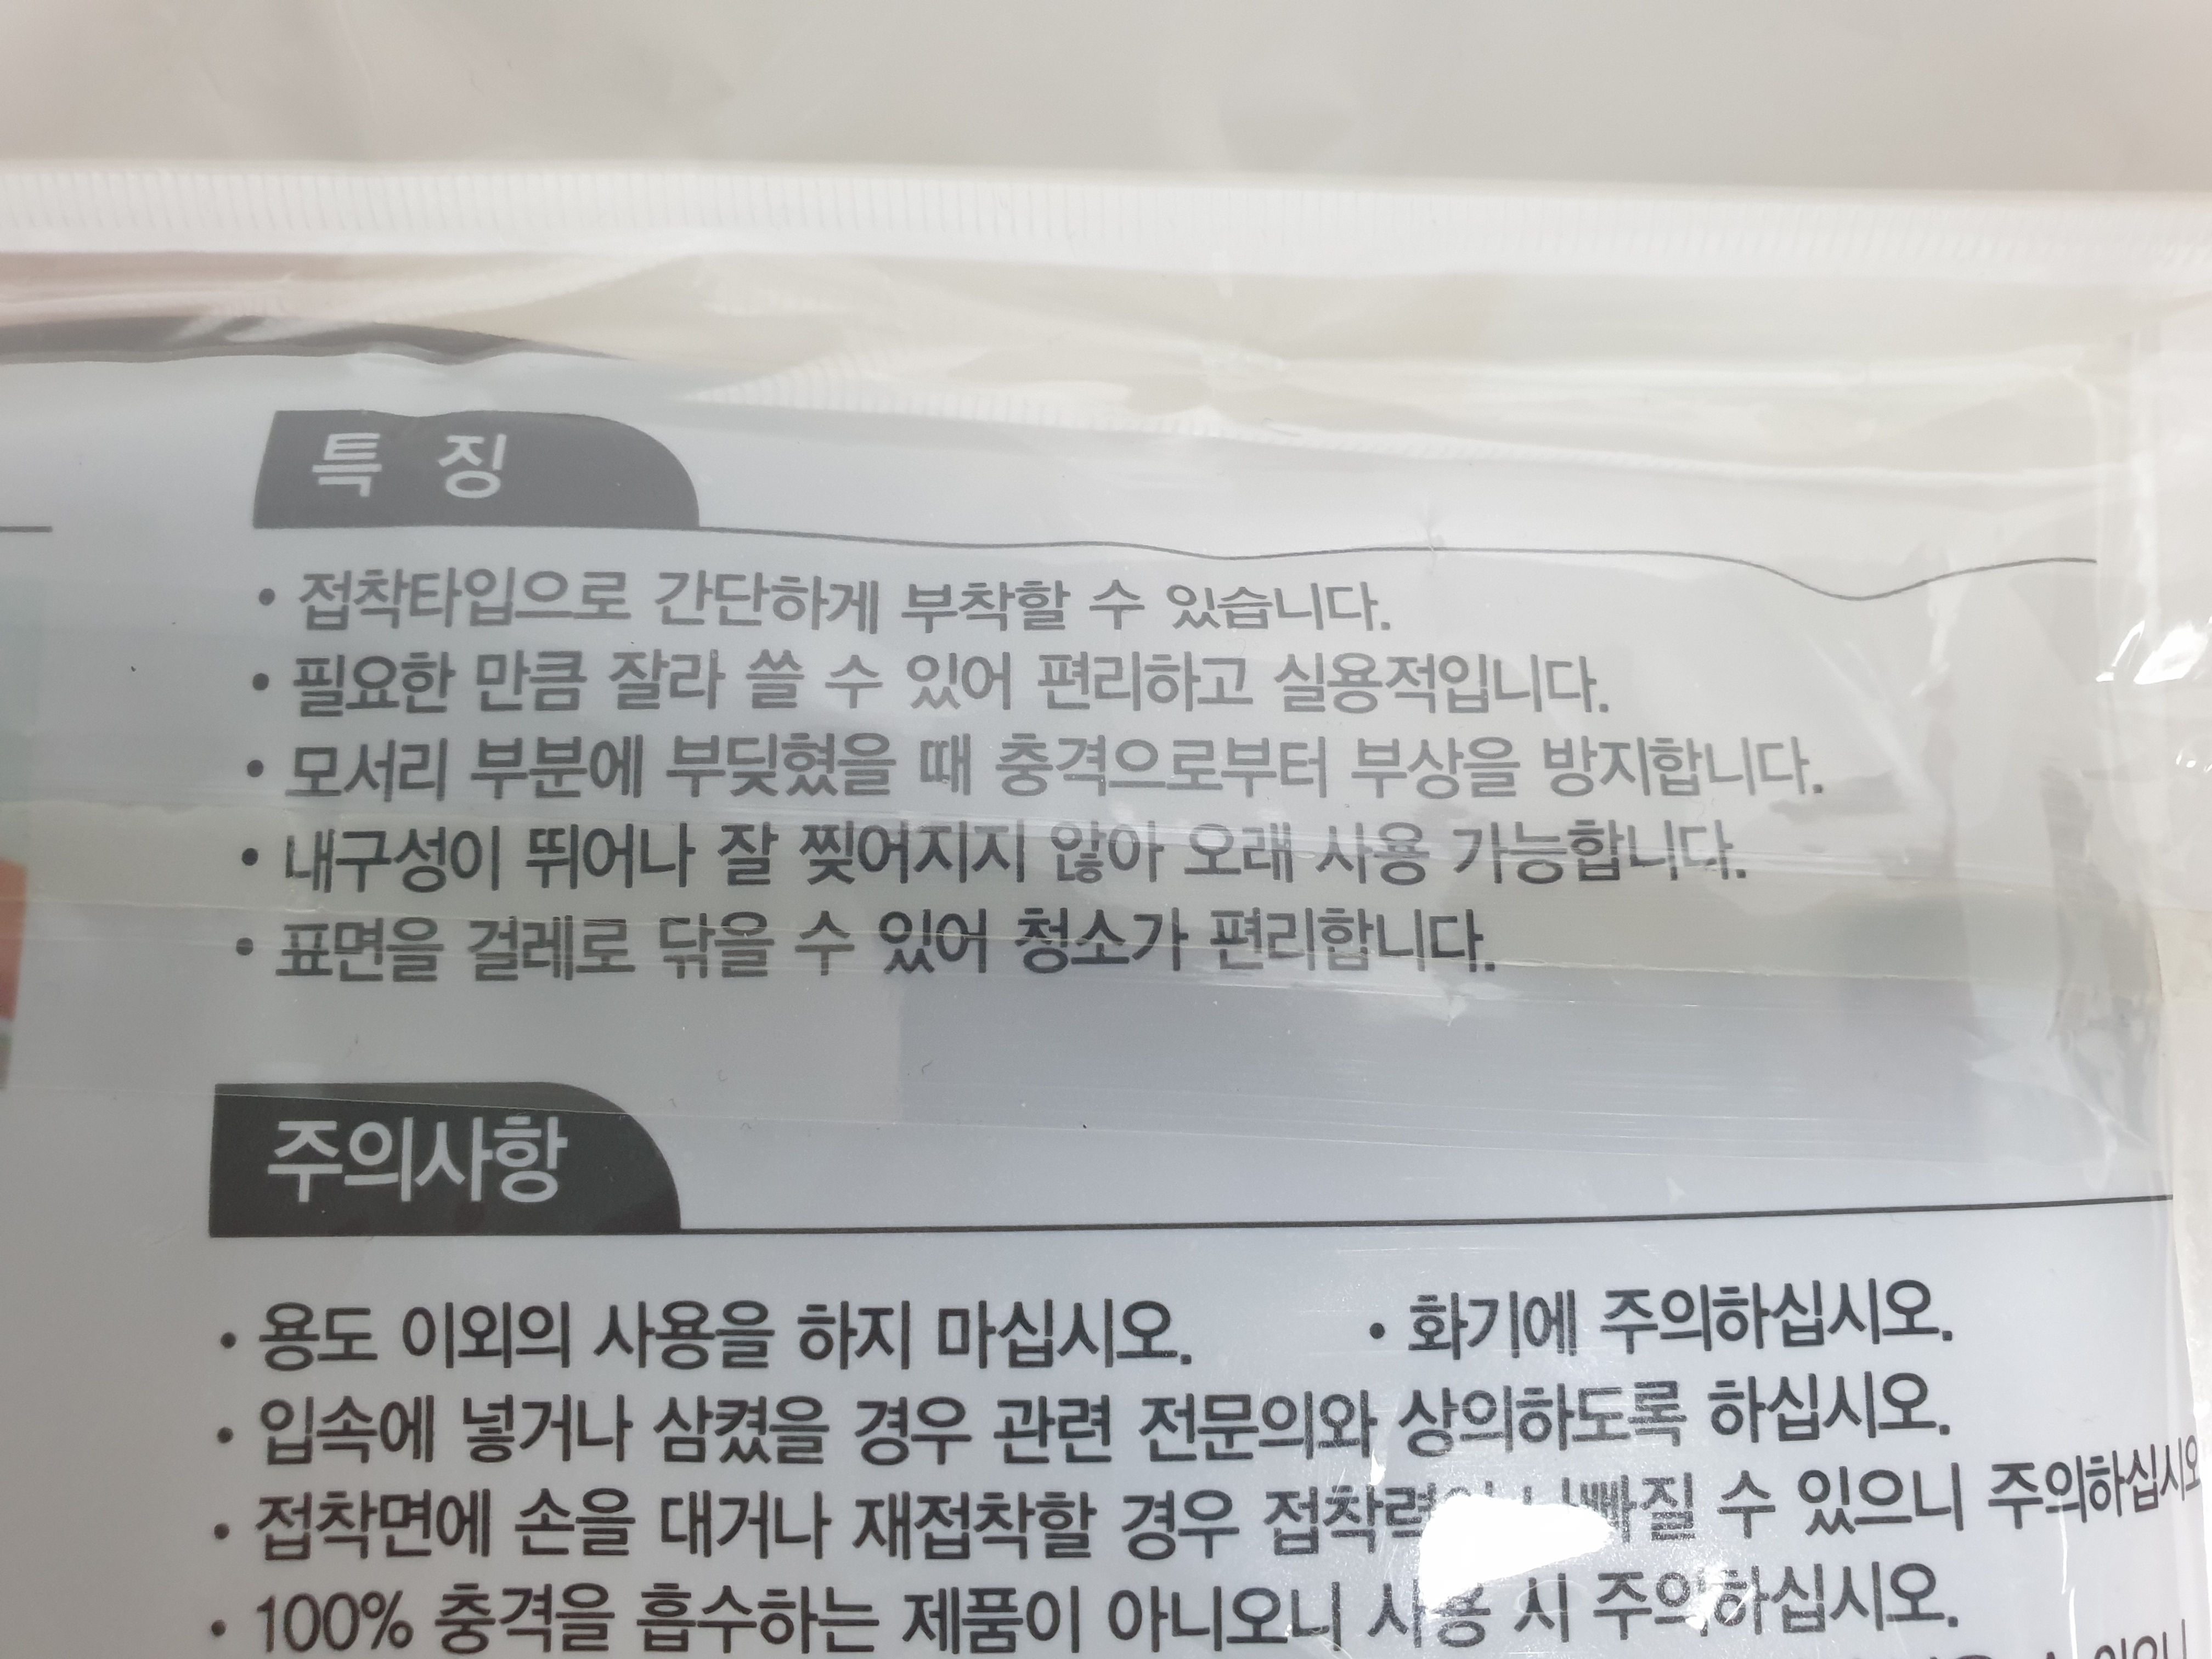 특 징
• 접착타입으로 간단하게 부착할 수 있습니다.
• 필요한 만큼 잘라 쓸 수 있어 편리하고 실용적입니다.
• 모서리 부분에 부딪혔을 때 충격으로부터 부상을 방지합니다.
• 내구성이 뛰어나 잘 찢어지지 않아 오래 사용 가능합니다.
• 표면을 걸레로 닦을 수 있어 청소가 편리합니다.
주의사항
• 용도 이외의 사용을 하지 마십시오. • 화기에 주의하십시오.
• 입속에 넣거나 삼켰을 경우 관련 전문의와 상의하도록 하십시오.
• 접착면에 손을 대거나 재접착할 경우 수 있으니 주의하십시오
• 100% 충격을 흡수하는 제품이 아니오니 사용 시 주의하십시오.